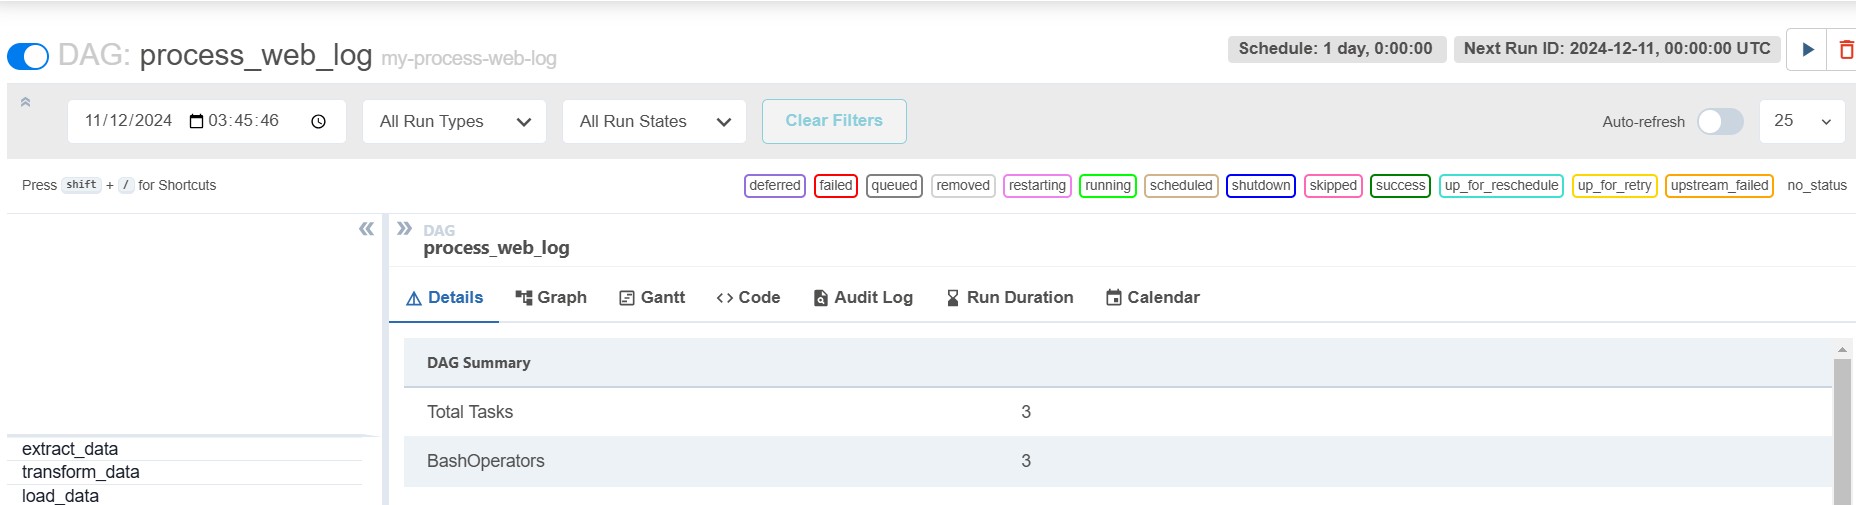 DAG: process_web_log my-process-web-log
Schedule: 1 day, 0:00:00 Next Run ID: 2024-12-11, 00:00:00 UTC
11/12/2024 03:45:46 All Run Types All Run States Clear Filters Auto-refresh 25
Press shift + / for Shortcuts deferred failed queued removed restarting running scheduled shutdown skipped success up_for_reschedule up_for_retry upstream_failed no_status
DAG
process_web_log
Details Graph Gantt Code Audit Log Run Duration Calendar
DAG Summary
Total Tasks 3
BashOperators 3
extract_data
transform_data
load_data